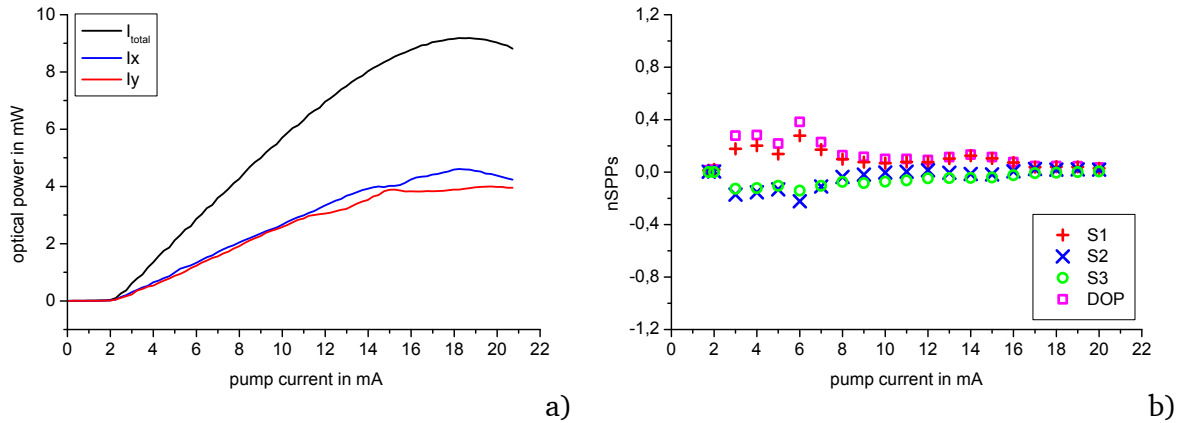 10
8
6
4
2
0
optical power in mW
I_total
Ix
Iy
0 2 4 6 8 10 12 14 16 18 20 22
pump current in mA
a)
1,2
0,8
0,4
0,0
-0,4
-0,8
-1,2
nSPPs
S1
S2
S3
DOP
2 4 6 8 10 12 14 16 18 20 22
pump current in mA
b)